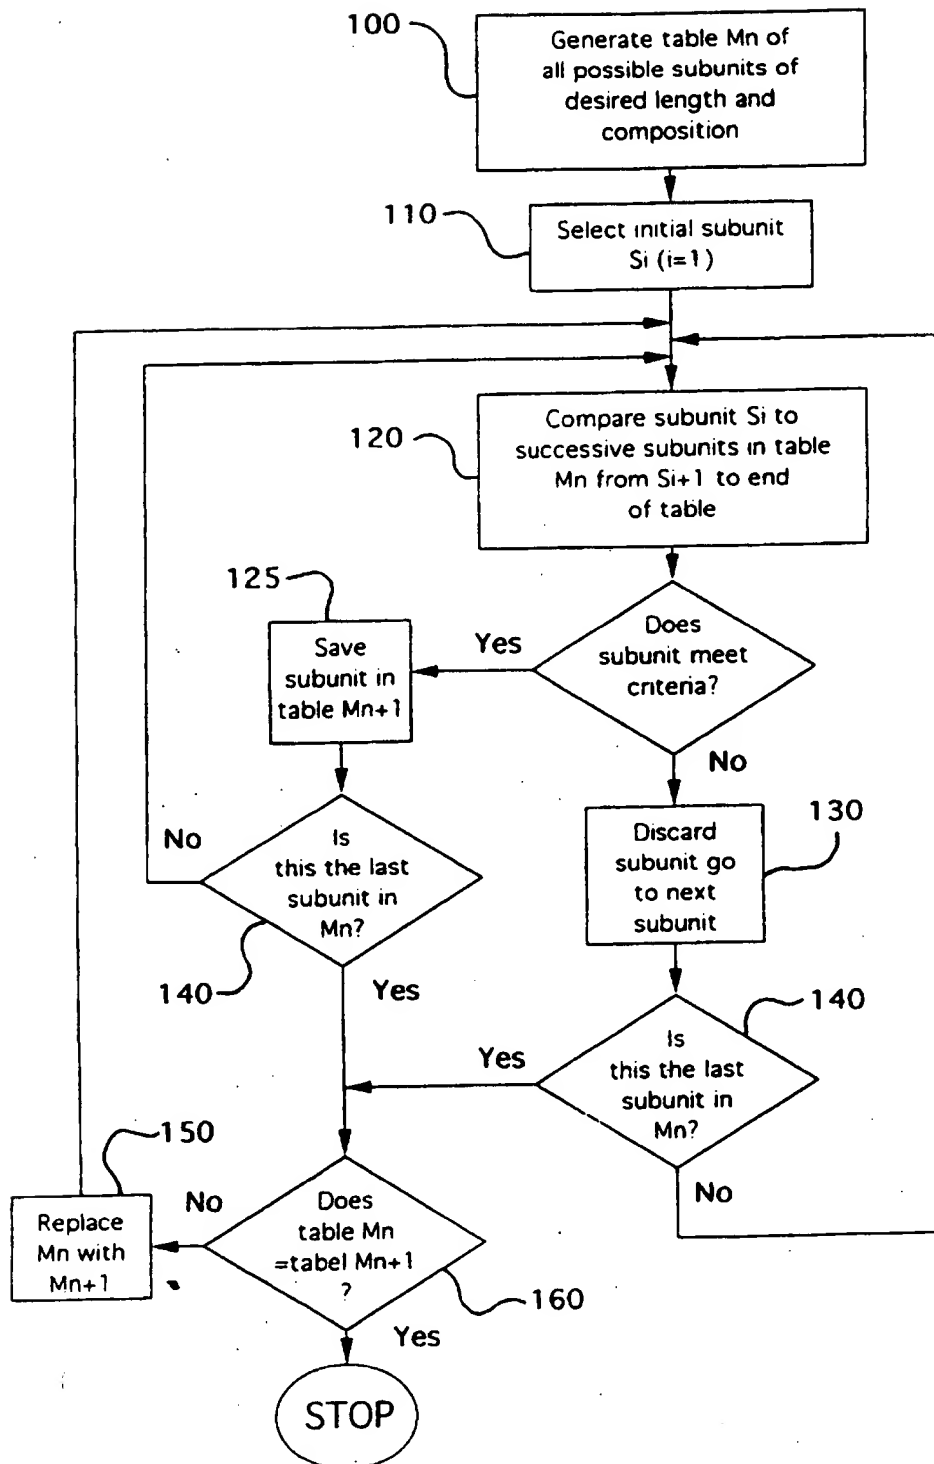 100
Generate table Mn of
all possible subunits of
desired length and
composition
110
Select initial subunit
Si (i=1)
120
Compare subunit Si to
successive subunits in table
Mn from Si+1 to end
of table
125
Save
subunit in
table Mn+1
Yes
Does
subunit meet
criteria?
No
130
Discard
subunit go
to next
subunit
No
Is
this the last
subunit in
Mn?
140
Yes
140
Is
this the last
subunit in
Mn?
Yes
No
150
Replace
Mn with
Mn+1
No
Does
table Mn
=tabel Mn+1
?
160
Yes
STOP